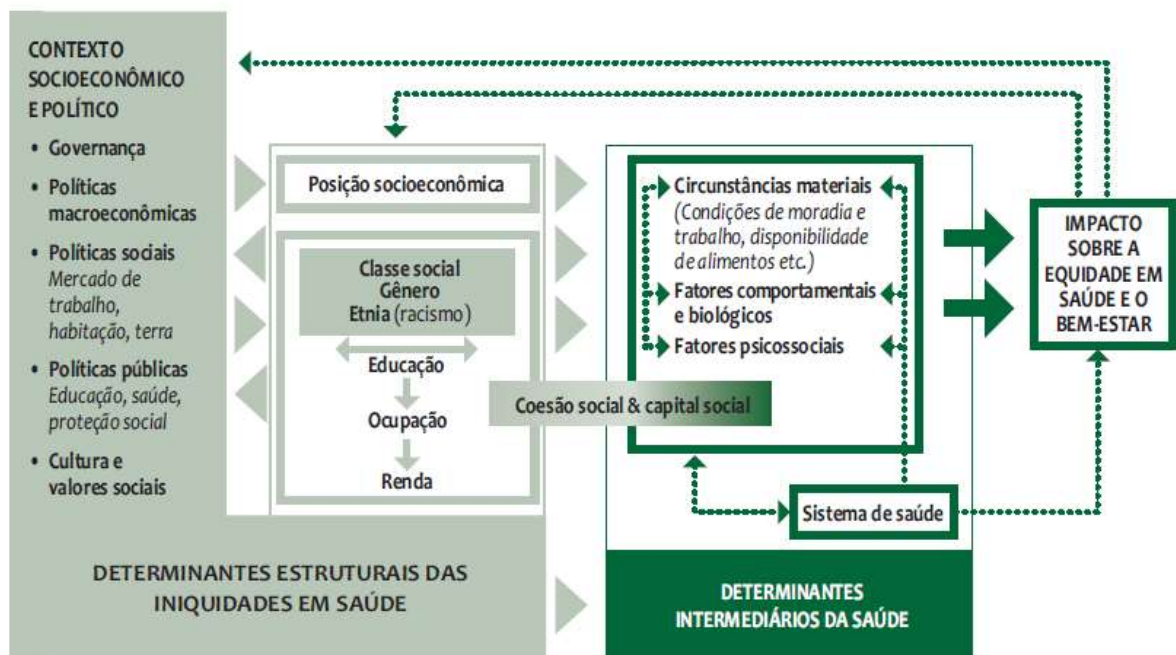 CONTEXTO
SOCIOECONÔMICO
E POLÍTICO
• Governança
• Políticas
macroeconômicas
• Políticas sociais
Mercado de
trabalho,
habitação, terra
• Políticas públicas
Educação, saúde,
proteção social
• Cultura e
valores sociais
Posição socioeconômica
Classe social
Gênero
Etnia (racismo)
Educação
Ocupação
Renda
Coesão social & capital social
Circunstâncias materiais
(Condições de moradia e
trabalho, disponibilidade
de alimentos etc.)
Fatores comportamentais
e biológicos
Fatores psicossociais
Sistema de saúde
IMPACTO
SOBRE A
EQUIDADE EM
SAÚDE E O
BEM-ESTAR
DETERMINANTES ESTRUTURAIS DAS
INIQUIDADES EM SAÚDE
DETERMINANTES
INTERMEDIÁRIOS DA SAÚDE